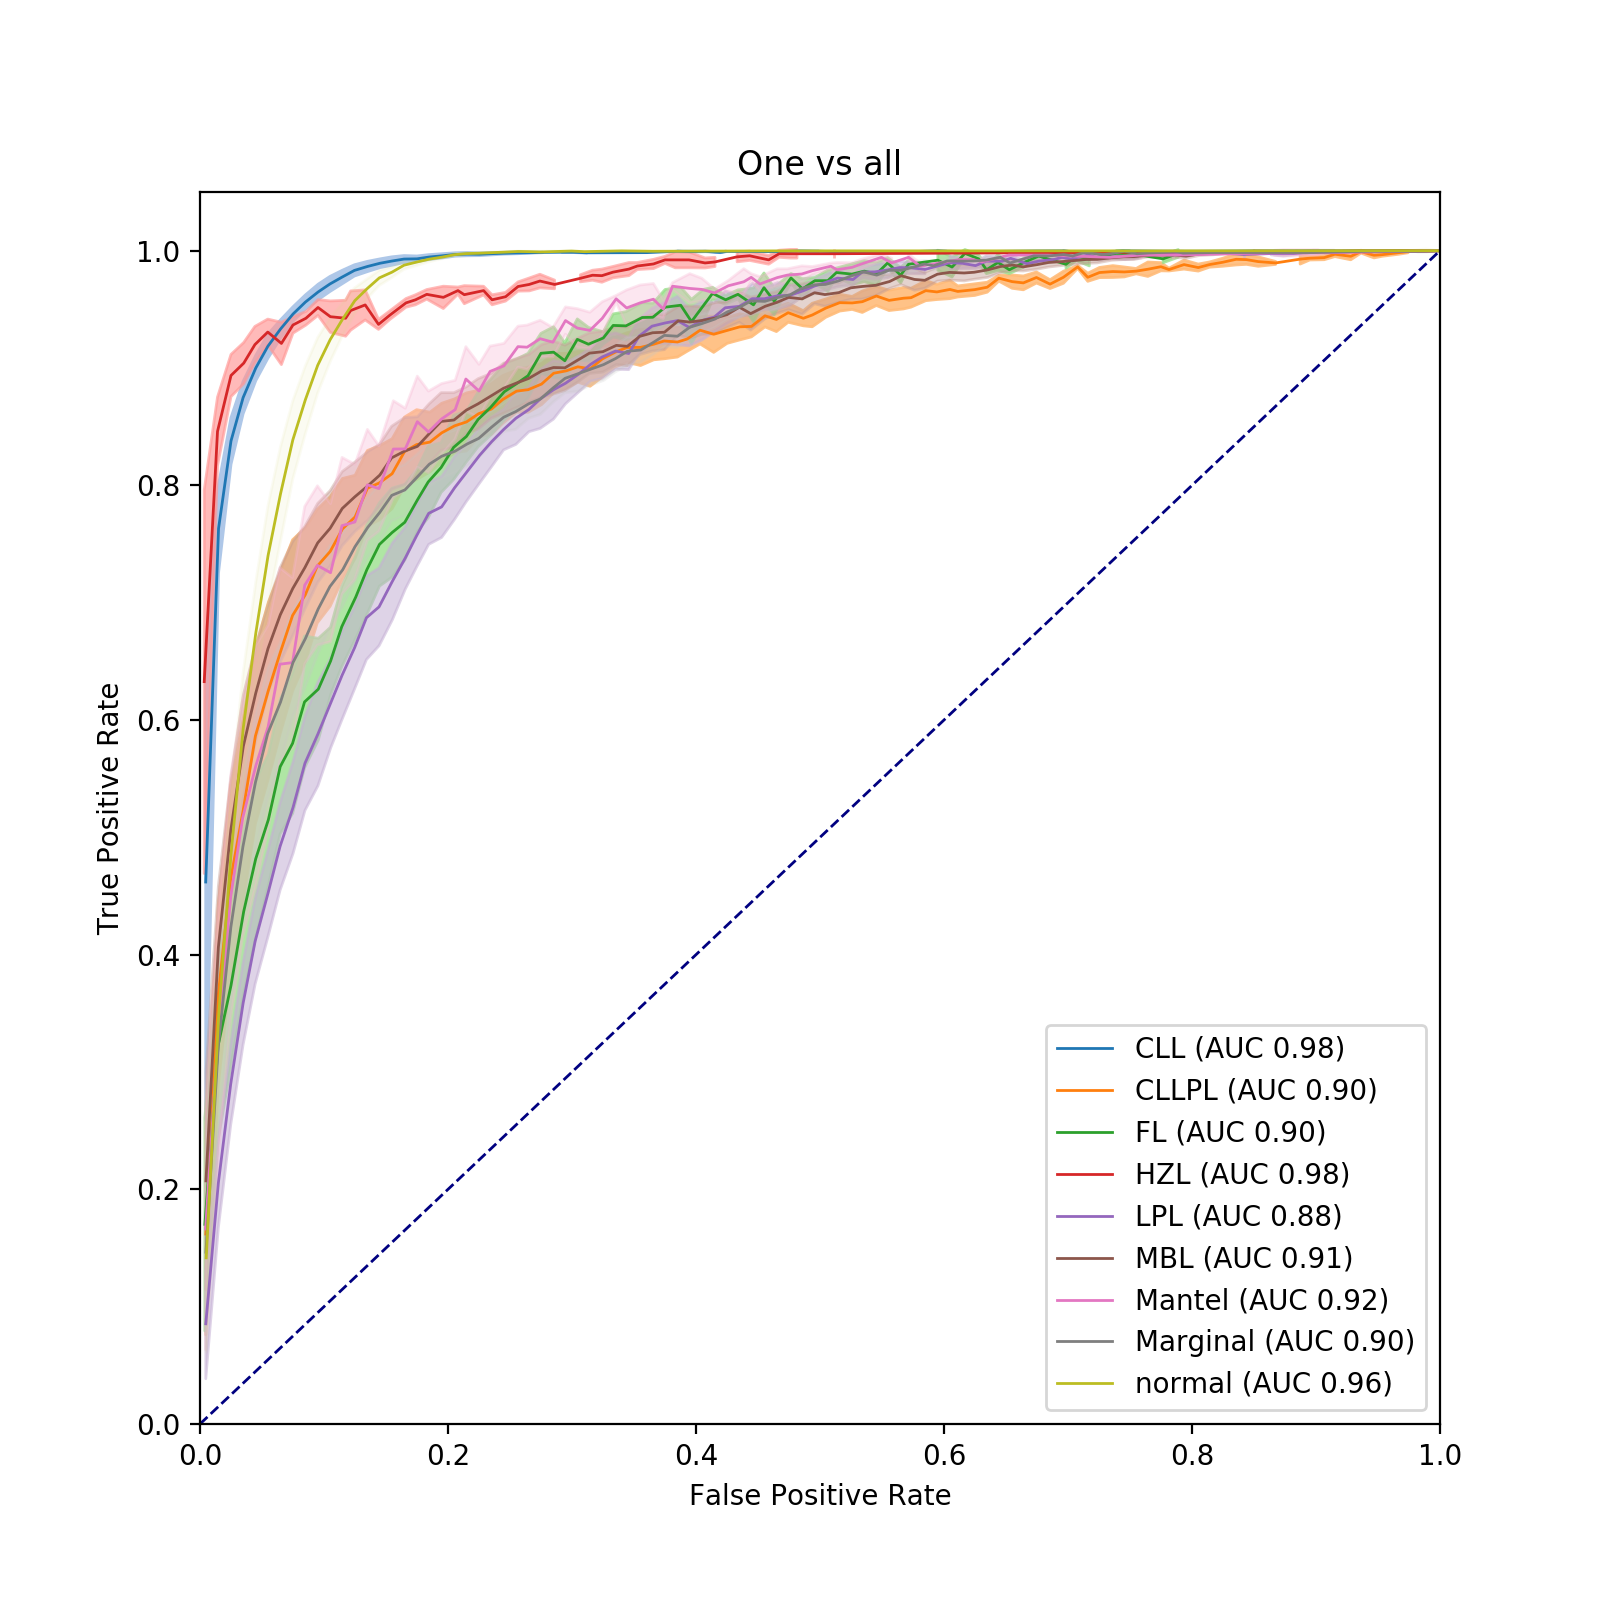 One vs all
1.0
0.8
0.6
0.4
0.2
0.0
True Positive Rate
CLL (AUC 0.98)
CLLPL (AUC 0.90)
FL (AUC 0.90)
HZL (AUC 0.98)
LPL (AUC 0.88)
MBL (AUC 0.91)
Mantel (AUC 0.92)
Marginal (AUC 0.90)
normal (AUC 0.96)
0.0 0.2 0.4 0.6 0.8 1.0
False Positive Rate